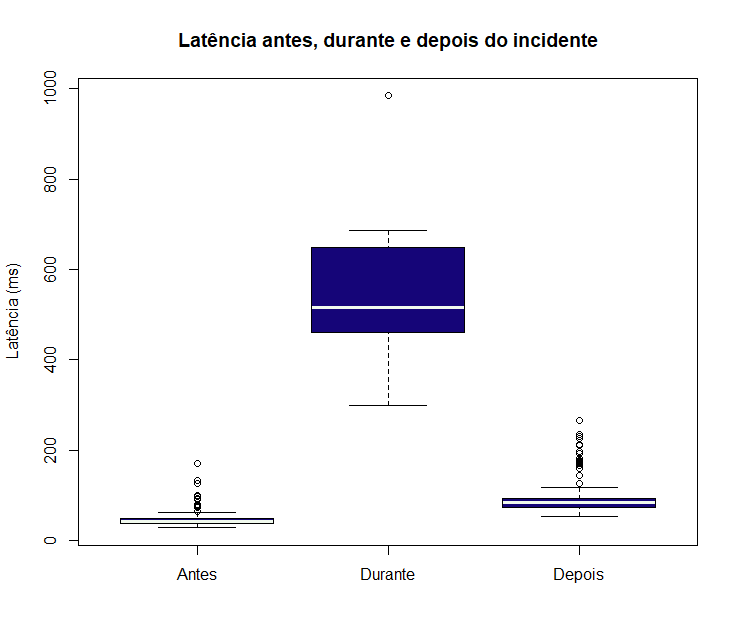 Latência antes, durante e depois do incidente
Latência (ms)
1000
800
600
400
200
0
Antes Durante Depois